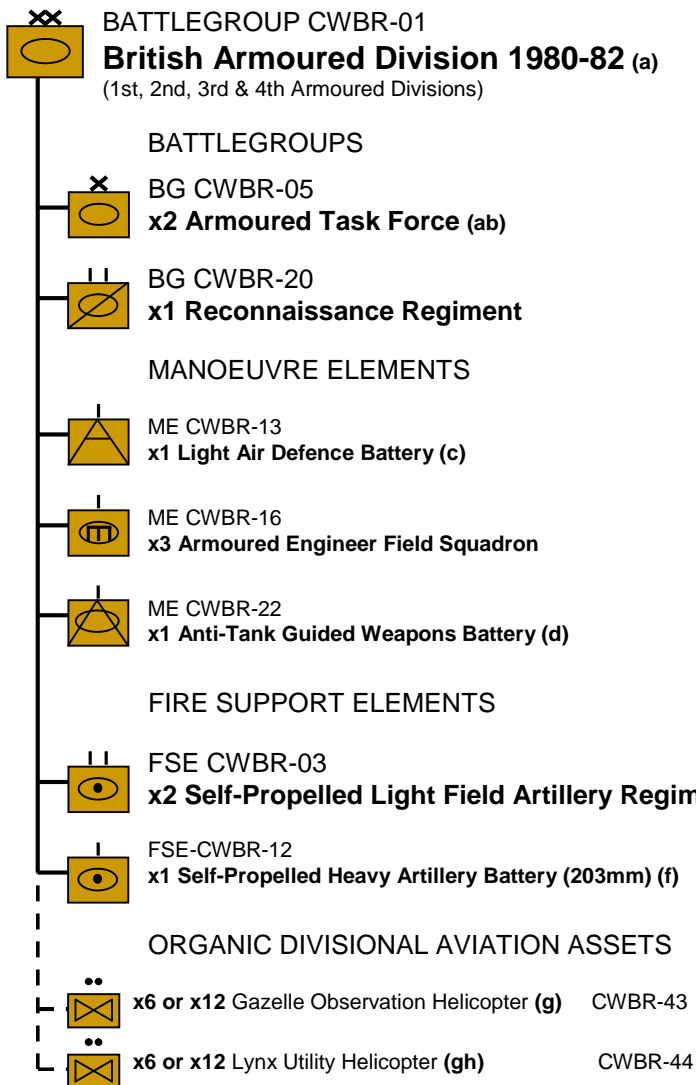 BATTLEGROUP CWBR-01
British Armoured Division 1980-82 (a)
(1st, 2nd, 3rd & 4th Armoured Divisions)
BATTLEGROUPS
BG CWBR-05
x2 Armoured Task Force (ab)
BG CWBR-20
x1 Reconnaissance Regiment
MANOEUVRE ELEMENTS
ME CWBR-13
x1 Light Air Defence Battery (c)
ME CWBR-16
x3 Armoured Engineer Field Squadron
ME CWBR-22
x1 Anti-Tank Guided Weapons Battery (d)
FIRE SUPPORT ELEMENTS
FSE CWBR-03
x2 Self-Propelled Light Field Artillery Regim
FSE-CWBR-12
x1 Self-Propelled Heavy Artillery Battery (203mm) (f)
ORGANIC DIVISIONAL AVIATION ASSETS
x6 or x12 Gazelle Observation Helicopter (g) CWBR-43
x6 or x12 Lynx Utility Helicopter (gh) CWBR-44